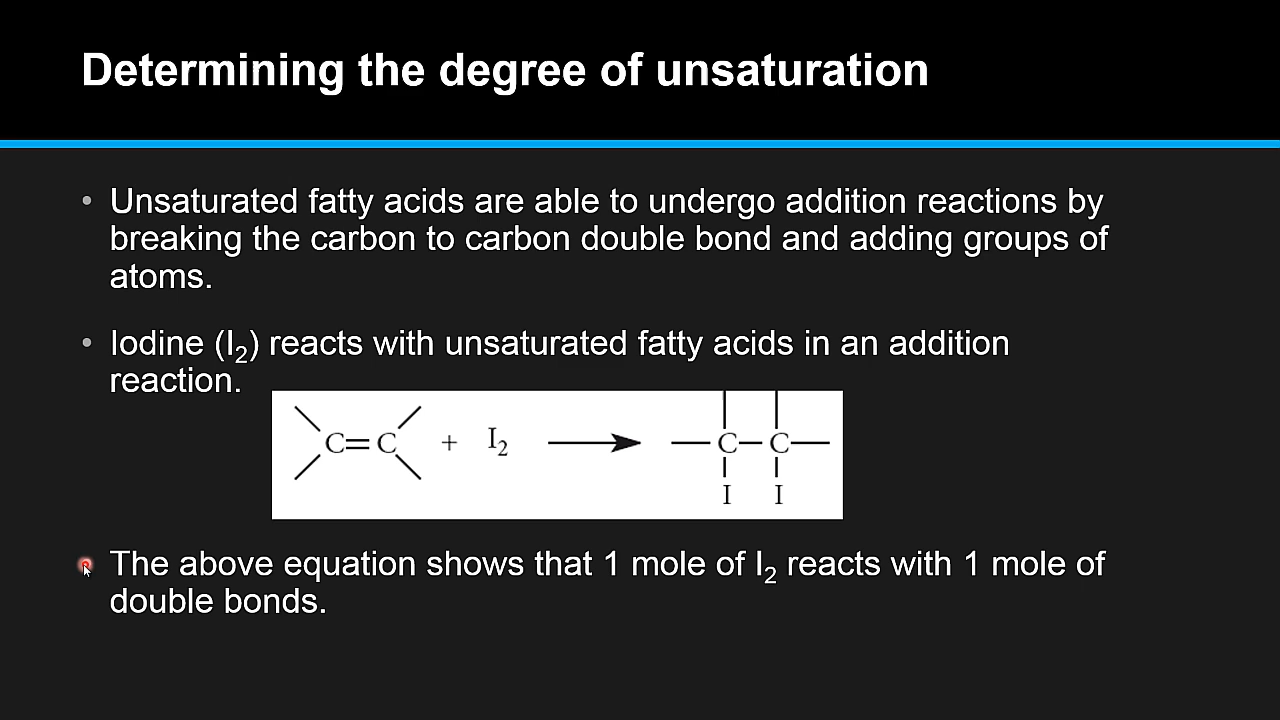 Determining the degree of unsaturation
• Unsaturated fatty acids are able to undergo addition reactions by
breaking the carbon to carbon double bond and adding groups of
atoms.
• Iodine (I₂) reacts with unsaturated fatty acids in an addition
reaction.
C=C + I₂ ⟶ —C—C—
I I
• The above equation shows that 1 mole of I₂ reacts with 1 mole of
double bonds.